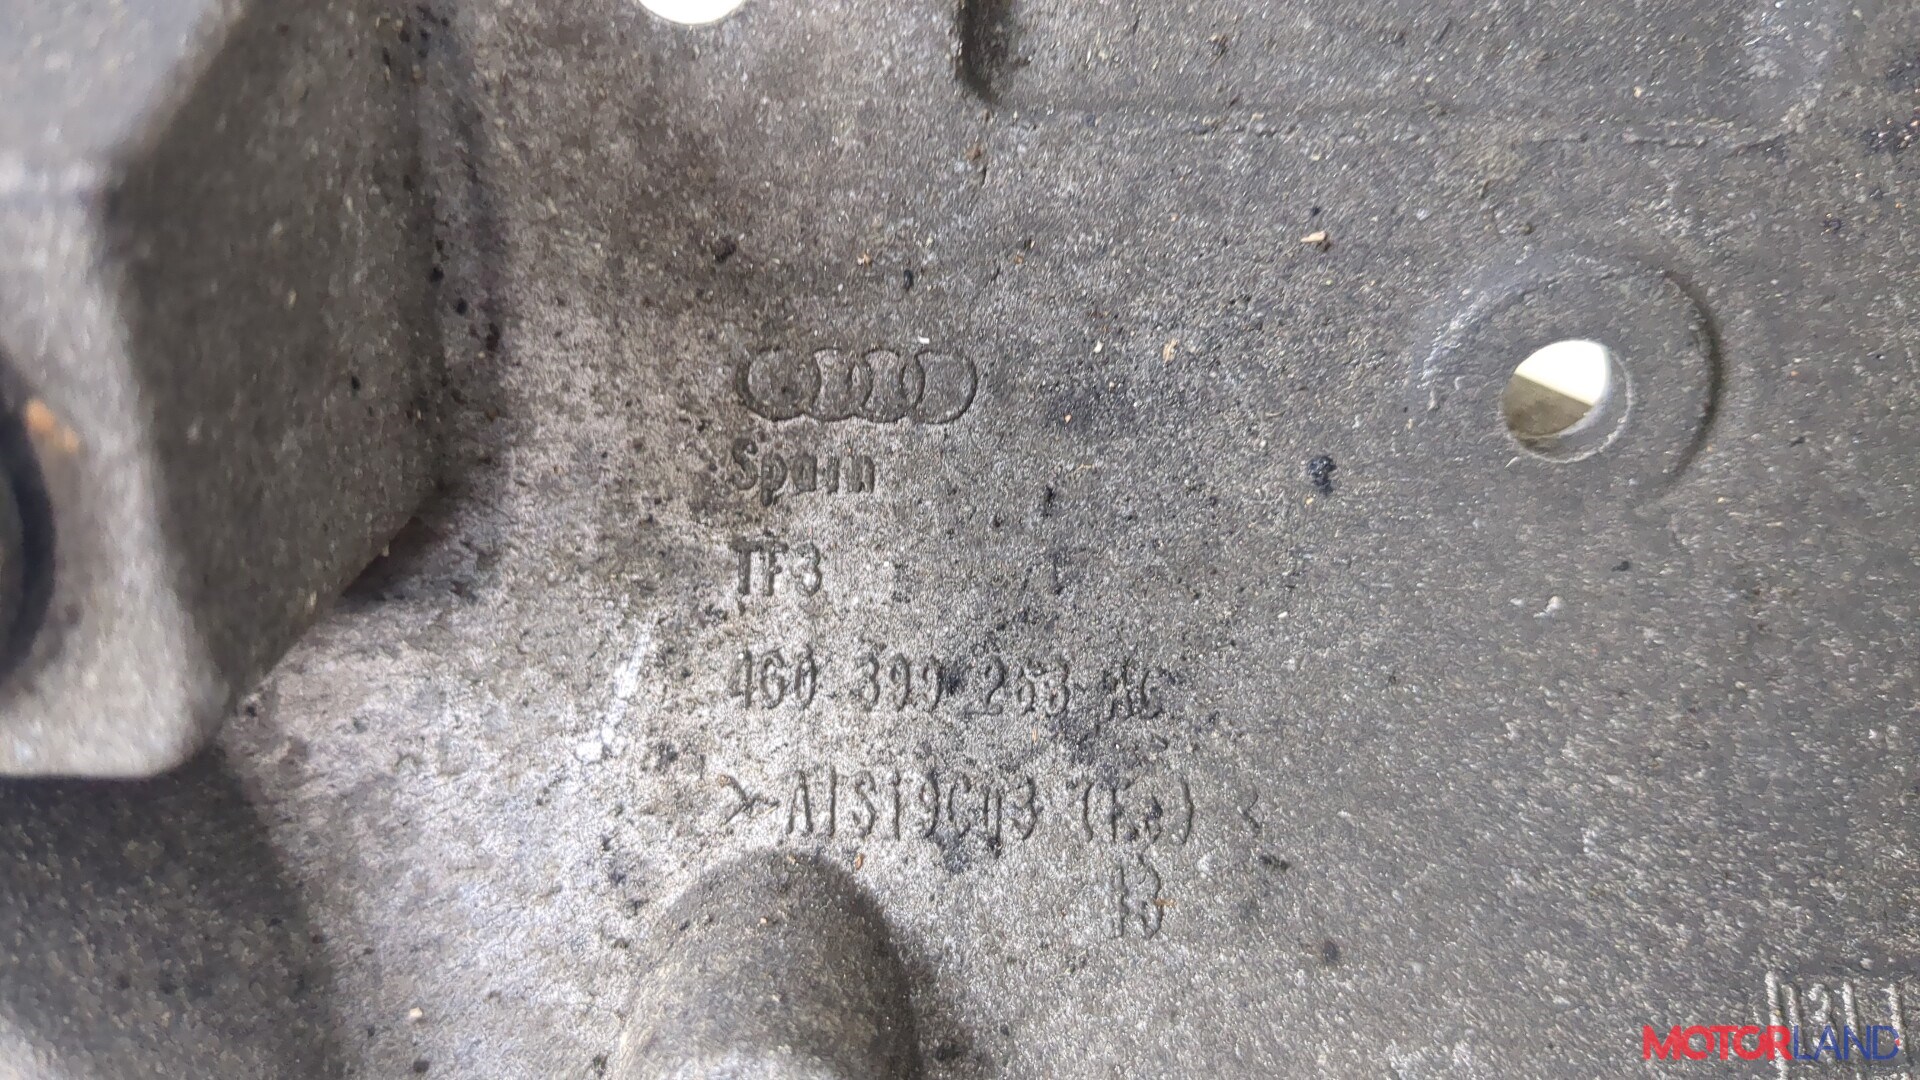 Spain
TF3
4G0 399 263 AC
>AlSi9Cu3 (Fe) <
13
MOTORLAND